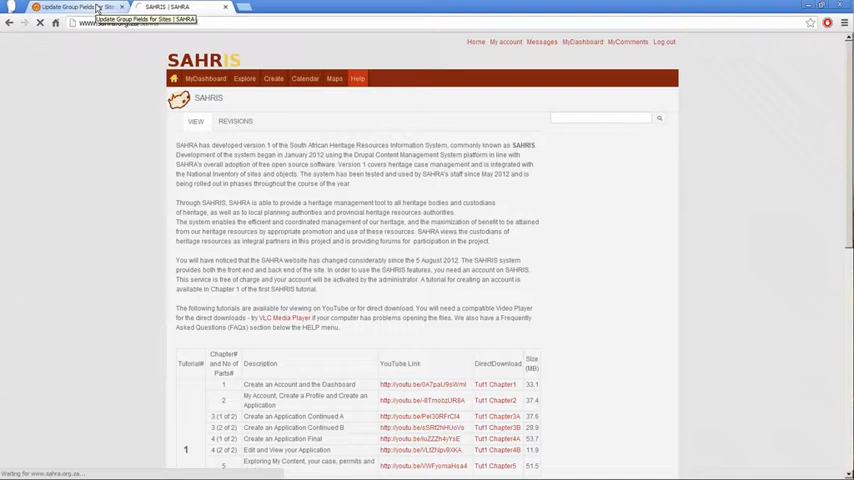 Update Group Fields for Sites
SAHRIS | SAHRA
Update Group Fields for Sites | SAHRA
Home My account Messages MyDashboard MyComments Log out
SAHRIS
MyDashboard Explore Create Calendar Maps Help
SAHRIS
VIEW REVISIONS
SAHRA has developed version 1 of the South African Heritage Resources Information System, commonly known as SAHRIS.
Development of the system began in January 2012 using the Drupal Content Management System platform in line with
SAHRA's overall adoption of free open source software. Version 1 covers heritage case management and is integrated with
the National Inventory of sites and objects. The system has been tested and used by SAHRA's staff since May 2012 and is
being rolled out in phases throughout the course of the year.
Through SAHRIS, SAHRA is able to provide a heritage management tool to all heritage bodies and custodians
of heritage, as well as to local planning authorities and provincial heritage resources authorities.
The system enables the efficient and coordinated management of our heritage, and the maximization of benefit to be attained
from our heritage resources by appropriate promotion and use of these resources. SAHRA views the custodians of
heritage resources as integral partners in this project and is providing forums for participation in the project.
You will have noticed that the SAHRA website has changed considerably since the 5 August 2012. The SAHRIS system
provides both the front end and back end of the site. In order to use the SAHRIS features, you need an account on SAHRIS.
This service is free of charge and your account will be activated by the administrator. A tutorial for creating an account is
available in Chapter 1 of the first SAHRIS tutorial.
The following tutorials are available for viewing on YouTube or for direct download. You will need a compatible Video Player
for the direct downloads - try VLC Media Player if your computer has problems opening the files. We also have a Frequently
Asked Questions (FAQs) section below the HELP menu.
Tutorial# Chapter# and No of Parts# Description YouTube Link DirectDownload Size (MB)
1
1 Create an Account and the Dashboard Tut1 Chapter1 33.1
2 My Account, Create a Profile and Create an Application Tut1 Chapter2 37.4
3 (1 of 2) Create an Application Continued A Tut1 Chapter3A 37.6
3 (2 of 2) Create an Application Continued B Tut1 Chapter3B 29.9
4 (1 of 2) Create an Application Final Tut1 Chapter4A 53.7
4 (2 of 2) Edit and View your Application Tut1 Chapter4B 11.9
5 Exploring My Content, your case, permits and Tut1 Chapter5 51.5
Waiting for www.sahra.org.za...